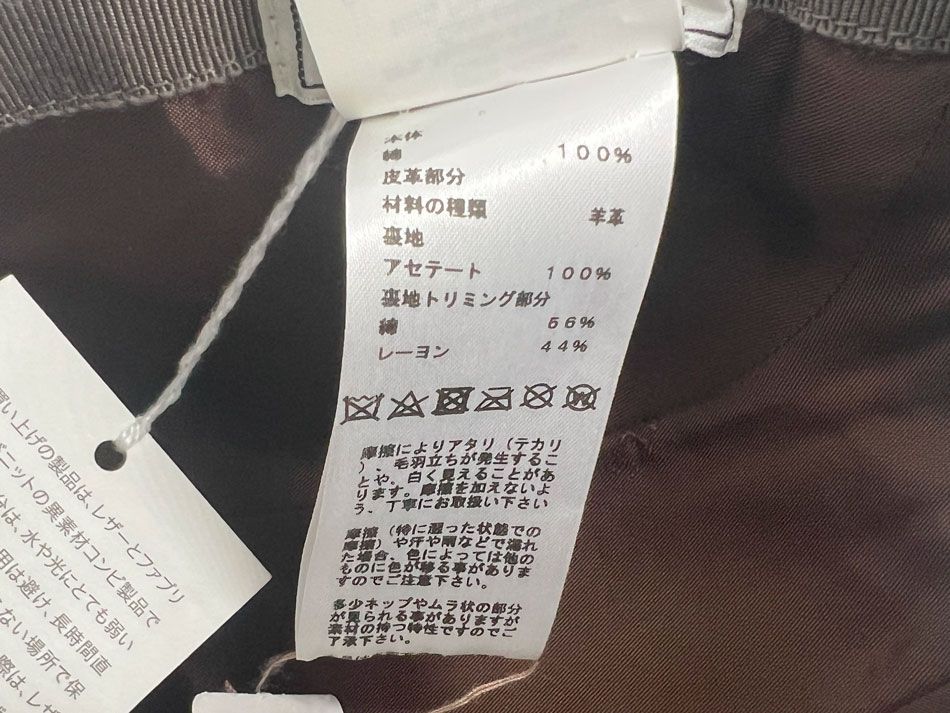 本体
綿 100%
皮革部分
材料の種類 羊革
裏地
アセテート 100%
裏地トリミング部分
綿 56%
レーヨン 44%
摩擦によりアタリ（テカリ
）、毛羽立ちが発生するこ
とや、白く見えることがあ
ります。摩擦を加えないよ
う、丁寧にお取扱い下さい
摩擦（特に湿った状態での
摩擦）や汗や雨などで濡れ
た場合、色によっては他の
ものに色が移る事がありま
すのでご注意下さい。
多少ネップやムラ状の部分
が見られる事がありますが
素材の持つ特性ですのでご
了承下さい。
買い上げの製品は、レザーとファブリ
ニットの異素材コンビ製品で
分は、水や光にとても弱い
用は避け、長時間直
ない場所で保
際は、レザ